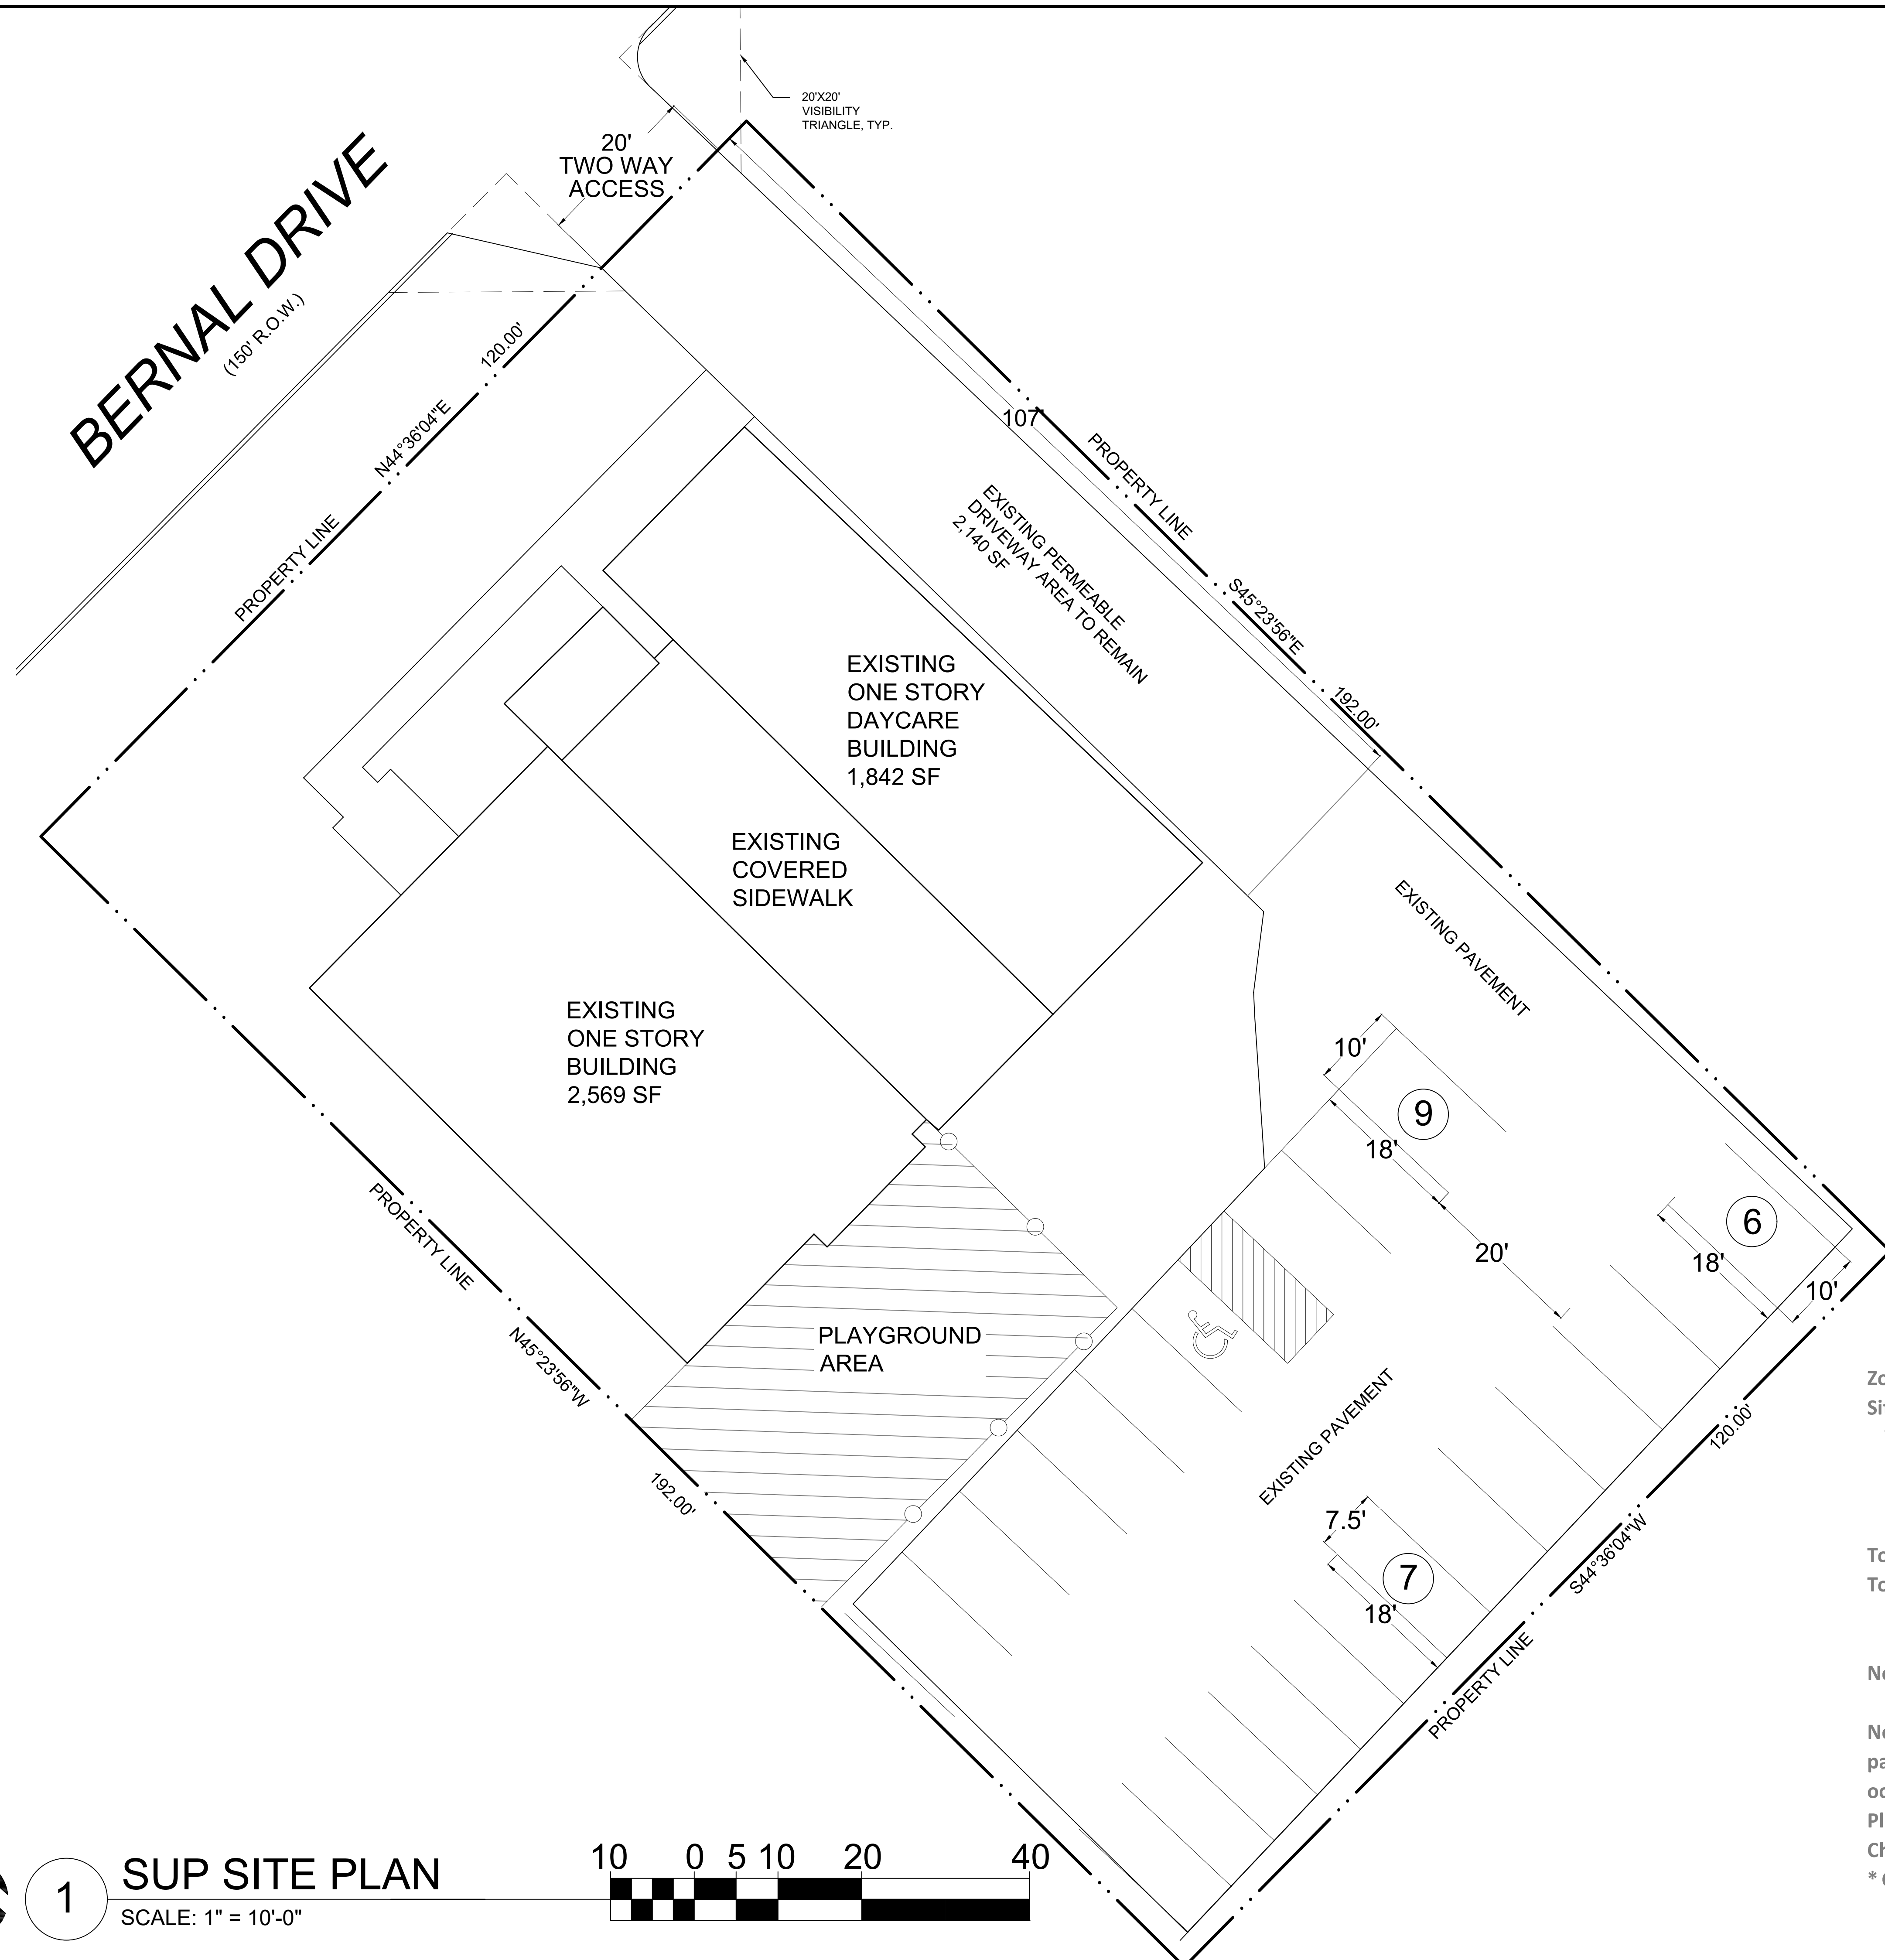 20'X20'
VISIBILITY
TRIANGLE, TYP.
20'
TWO WAY
ACCESS
BERNAL DRIVE
(150' R.O.W.)
120.00'
N44°36'04"E
PROPERTY LINE
107'
PROPERTY LINE
S45°23'56"E
192.00'
EXISTING PERMEABLE
DRIVEWAY AREA TO REMAIN
2,140 SF
EXISTING
ONE STORY
DAYCARE
BUILDING
1,842 SF
EXISTING
COVERED
SIDEWALK
EXISTING
ONE STORY
BUILDING
2,569 SF
EXISTING PAVEMENT
10'
9
18'
20'
6
18'
10'
PROPERTY LINE
N45°23'56"W
192.00'
PLAYGROUND
AREA
EXISTING PAVEMENT
7.5'
7
18'
120.00'
S44°36'04"W
PROPERTY LINE
1
SUP SITE PLAN
SCALE: 1" = 10'-0"
10 0 5 10 20 40